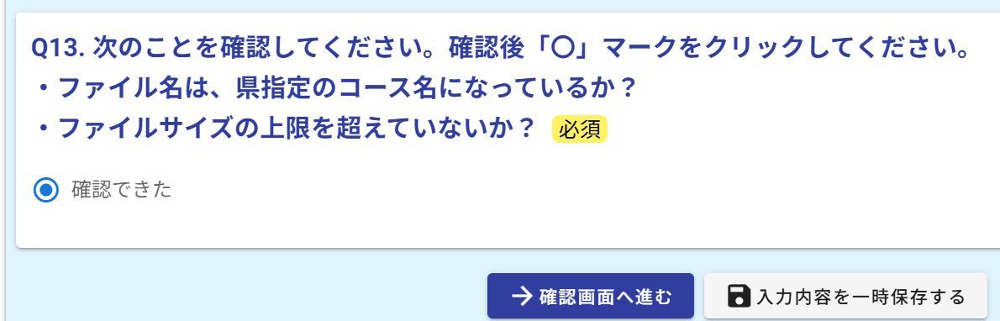 Q13. 次のことを確認してください。確認後「〇」マークをクリックしてください。
・ファイル名は、県指定のコース名になっているか？
・ファイルサイズの上限を超えていないか？ 必須
確認できた
→ 確認画面へ進む 入力内容を一時保存する